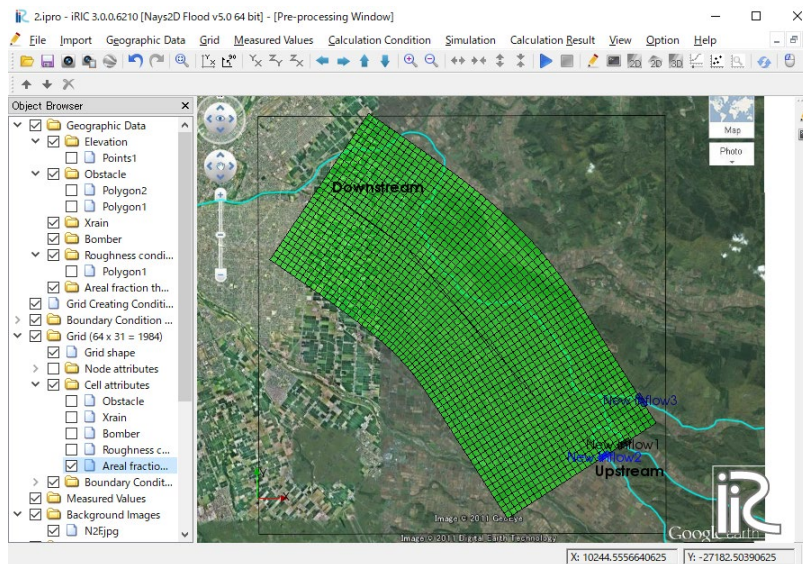 2.ipro - iRIC 3.0.0.6210 [Nays2D Flood v5.0 64 bit] - [Pre-processing Window]
File Import Geographic Data Grid Measured Values Calculation Condition Simulation Calculation Result View Option Help
Object Browser
Geographic Data
Elevation
Points1
Obstacle
Polygon2
Polygon1
Xrain
Bomber
Roughness condi...
Polygon1
Areal fraction th...
Grid Creating Conditi...
Boundary Condition ...
Grid (64 x 31 = 1984)
Grid shape
Node attributes
Cell attributes
Obstacle
Xrain
Bomber
Roughness c...
Areal fractio...
Boundary Condit...
Measured Values
Background Images
N2Fjpg
Map
Photo
Downstream
New Inflow3
New Inflow1
New Inflow2
Upstream
Image © 2011 GeoEye
Image © 2011 Digital Earth Technology
Google earth
iRIC
X: 10244.5556640625 Y: -27182.50390625